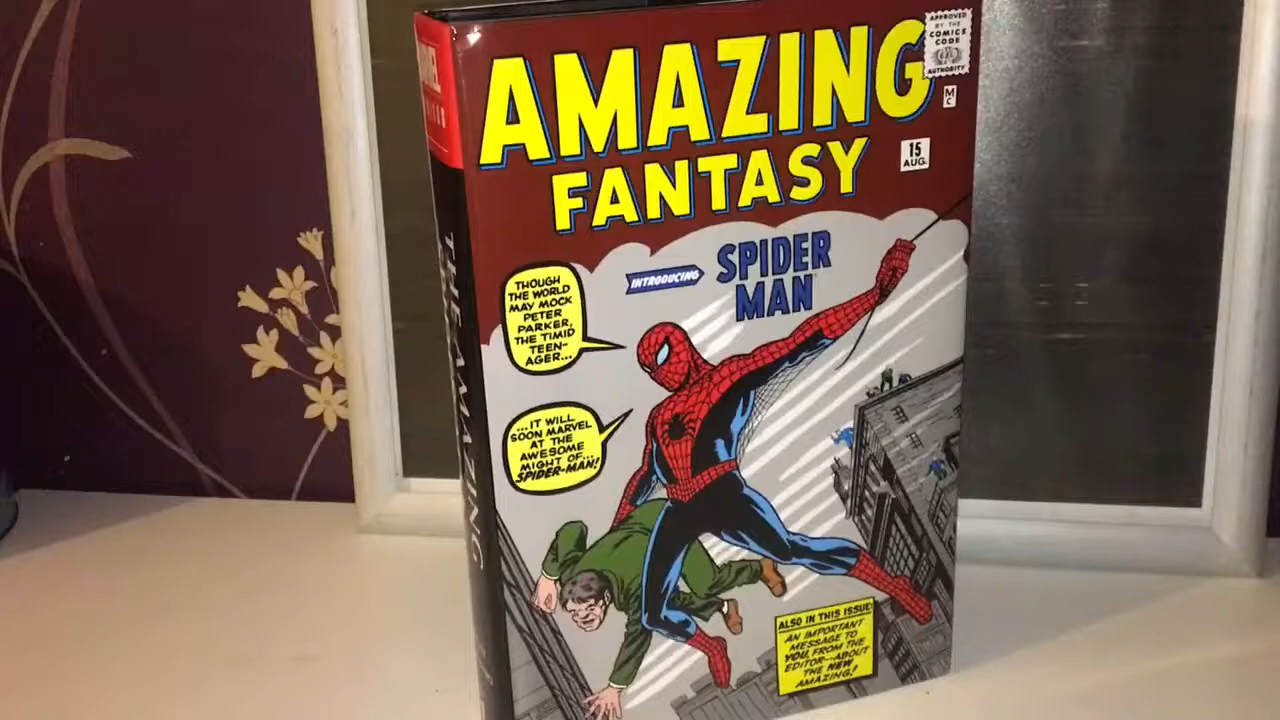 AMAZING
FANTASY
APPROVED
BY THE
COMICS
CODE
AUTHORITY
M
C
15
AUG.
INTRODUCING
SPIDER
MAN
THOUGH
THE WORLD
MAY MOCK
PETER
PARKER,
THE TIMID
TEEN-
AGER...
...IT WILL
SOON MARVEL
AT THE
AWESOME
MIGHT OF...
SPIDER-MAN!
ALSO IN THIS ISSUE:
AN IMPORTANT
MESSAGE TO
YOU, FROM THE
EDITOR--ABOUT
THE NEW
AMAZING!
THE AMAZING